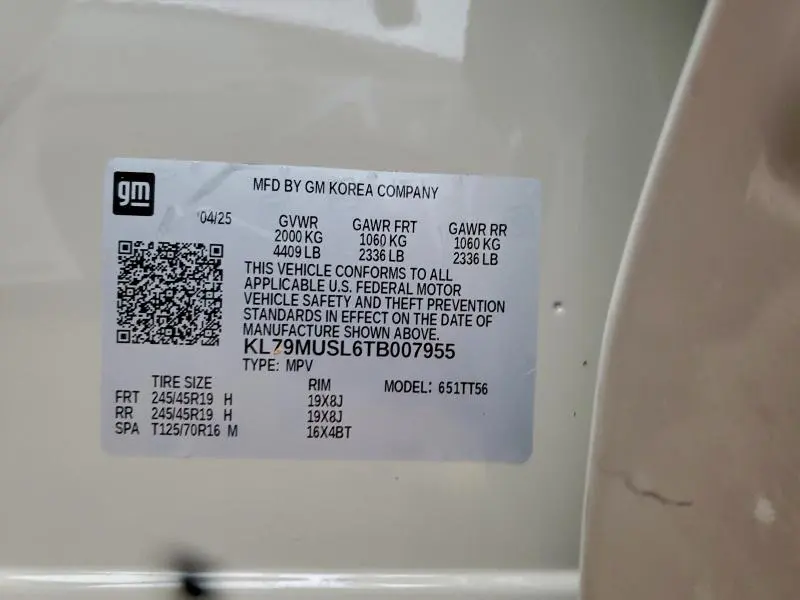 gm
MFD BY GM KOREA COMPANY
04/25 GVWR GAWR FRT GAWR RR
2000 KG 1060 KG 1060 KG
4409 LB 2336 LB 2336 LB
THIS VEHICLE CONFORMS TO ALL
APPLICABLE U.S. FEDERAL MOTOR
VEHICLE SAFETY AND THEFT PREVENTION
STANDARDS IN EFFECT ON THE DATE OF
MANUFACTURE SHOWN ABOVE.
KL79MUSL6TB007955
TYPE: MPV
TIRE SIZE RIM MODEL: 651TT56
FRT 245/45R19 H 19X8J
RR 245/45R19 H 19X8J
SPA T125/70R16 M 16X4BT